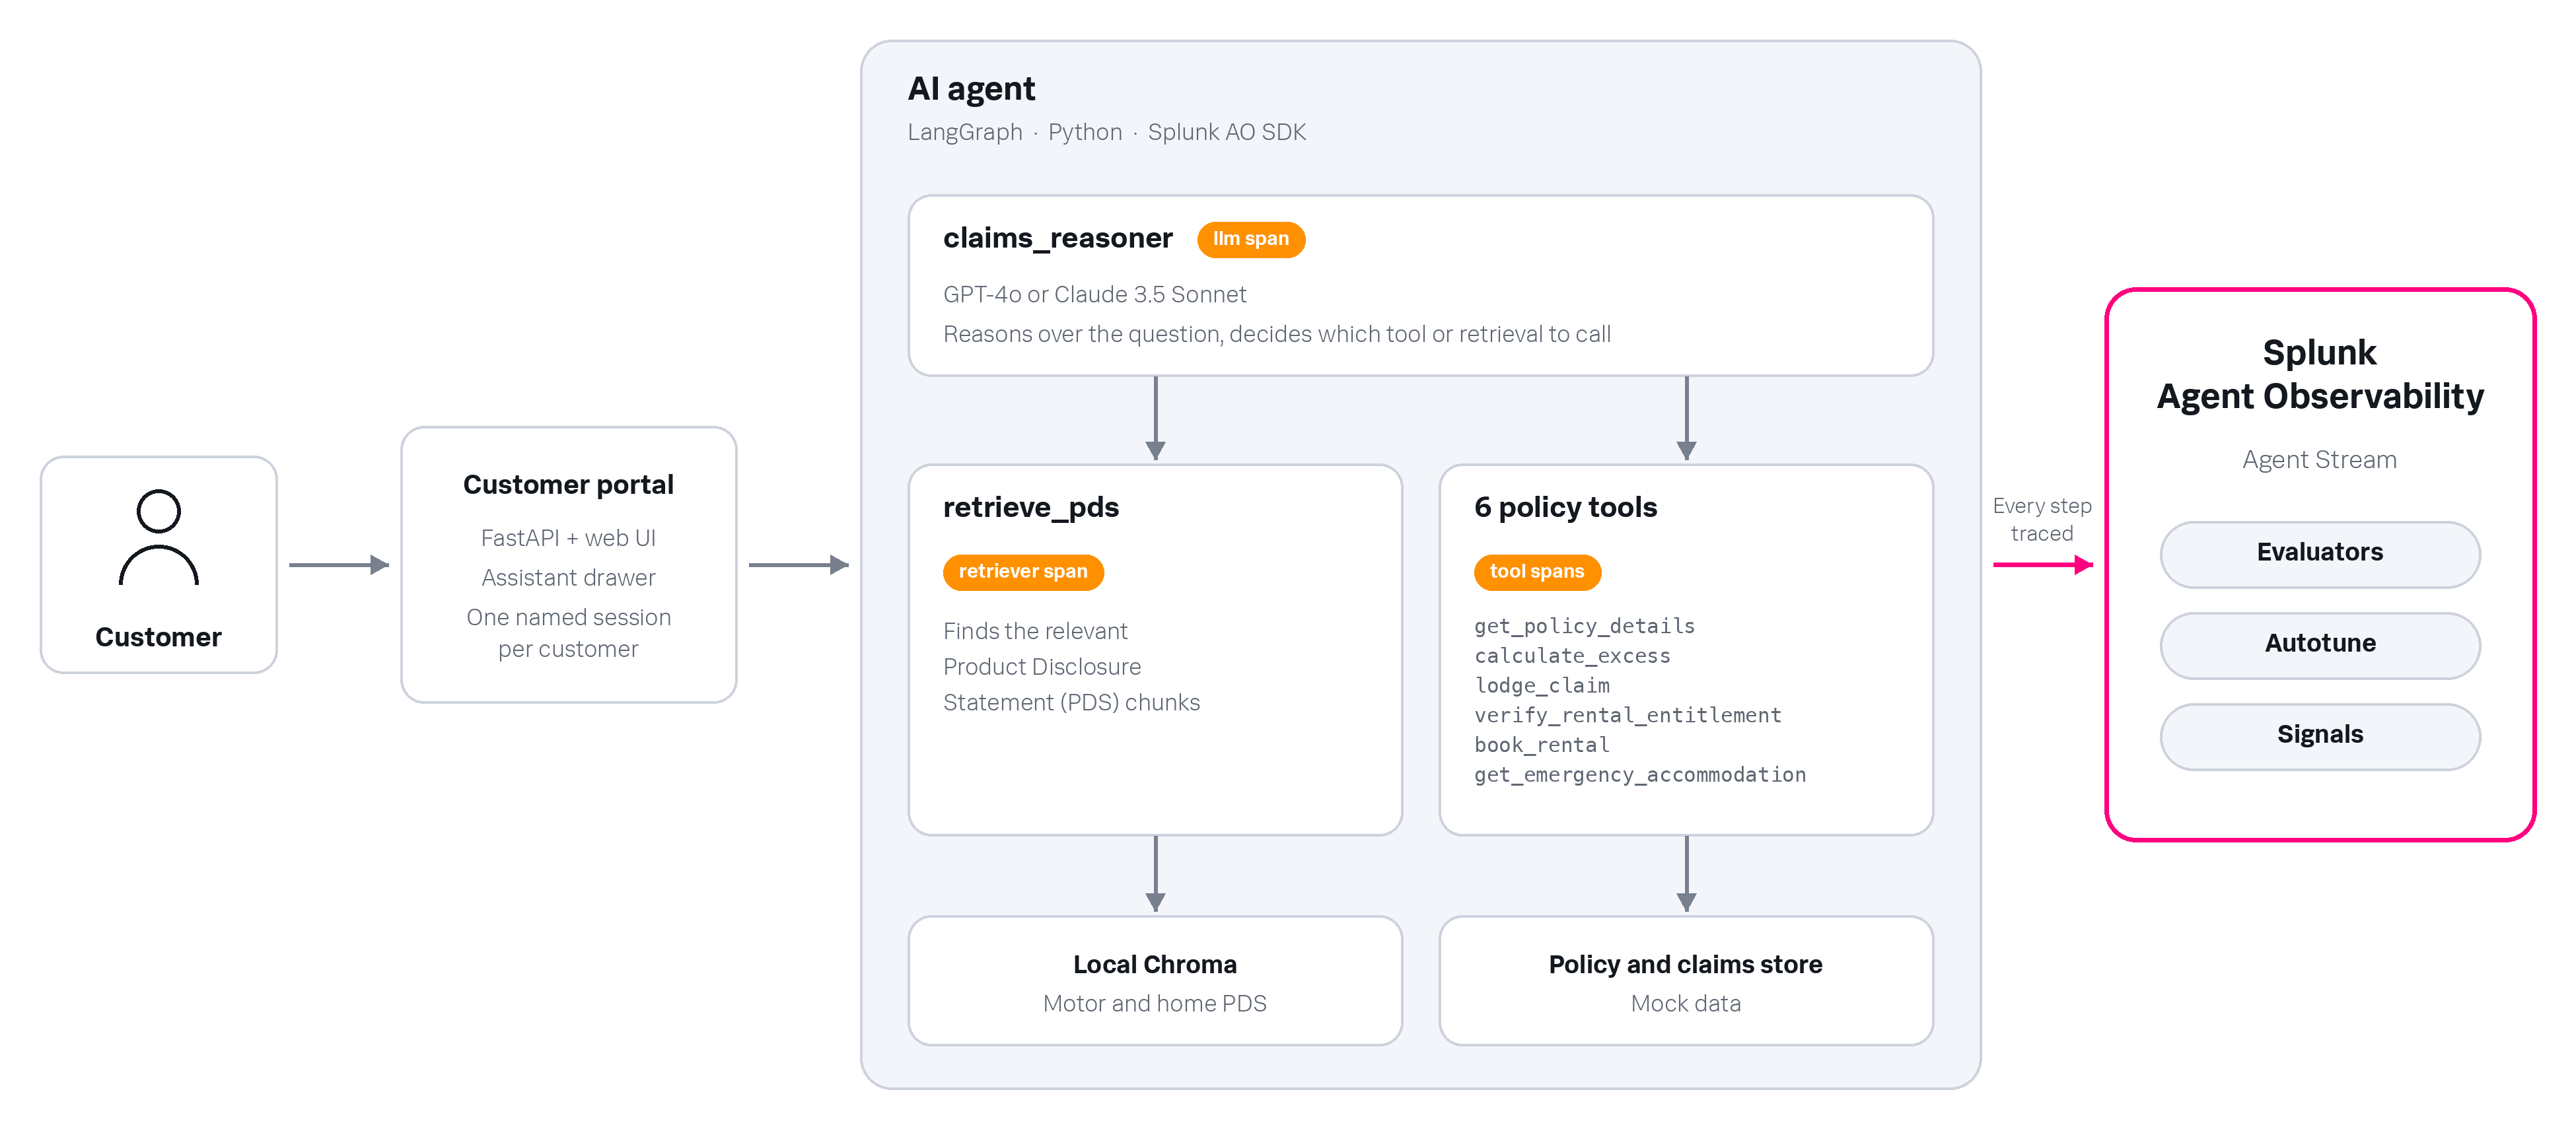 Customer
Customer portal
FastAPI + web UI
Assistant drawer
One named session
per customer
AI agent
LangGraph · Python · Splunk AO SDK
claims_reasoner
llm span
GPT-4o or Claude 3.5 Sonnet
Reasons over the question, decides which tool or retrieval to call
retrieve_pds
retriever span
Finds the relevant
Product Disclosure
Statement (PDS) chunks
6 policy tools
tool spans
get_policy_details
calculate_excess
lodge_claim
verify_rental_entitlement
book_rental
get_emergency_accommodation
Local Chroma
Motor and home PDS
Policy and claims store
Mock data
Every step
traced
Splunk
Agent Observability
Agent Stream
Evaluators
Autotune
Signals